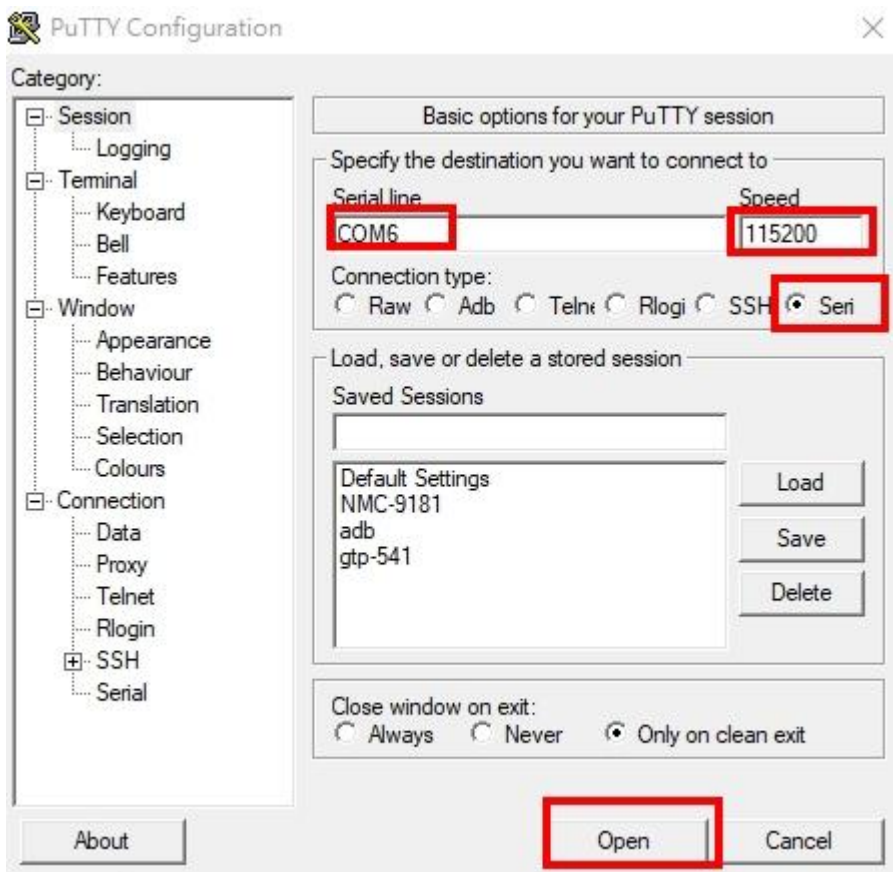 PuTTY Configuration
Category:
Session
Logging
Terminal
Keyboard
Bell
Features
Window
Appearance
Behaviour
Translation
Selection
Colours
Connection
Data
Proxy
Telnet
Rlogin
SSH
Serial
Basic options for your PuTTY session
Specify the destination you want to connect to
Serial line Speed
COM6 115200
Connection type:
Raw Adb Telne Rlogi SSH Seri
Load, save or delete a stored session
Saved Sessions
Default Settings
NMC-9181
adb
gtp-541
Load
Save
Delete
Close window on exit:
Always Never Only on clean exit
About Open Cancel